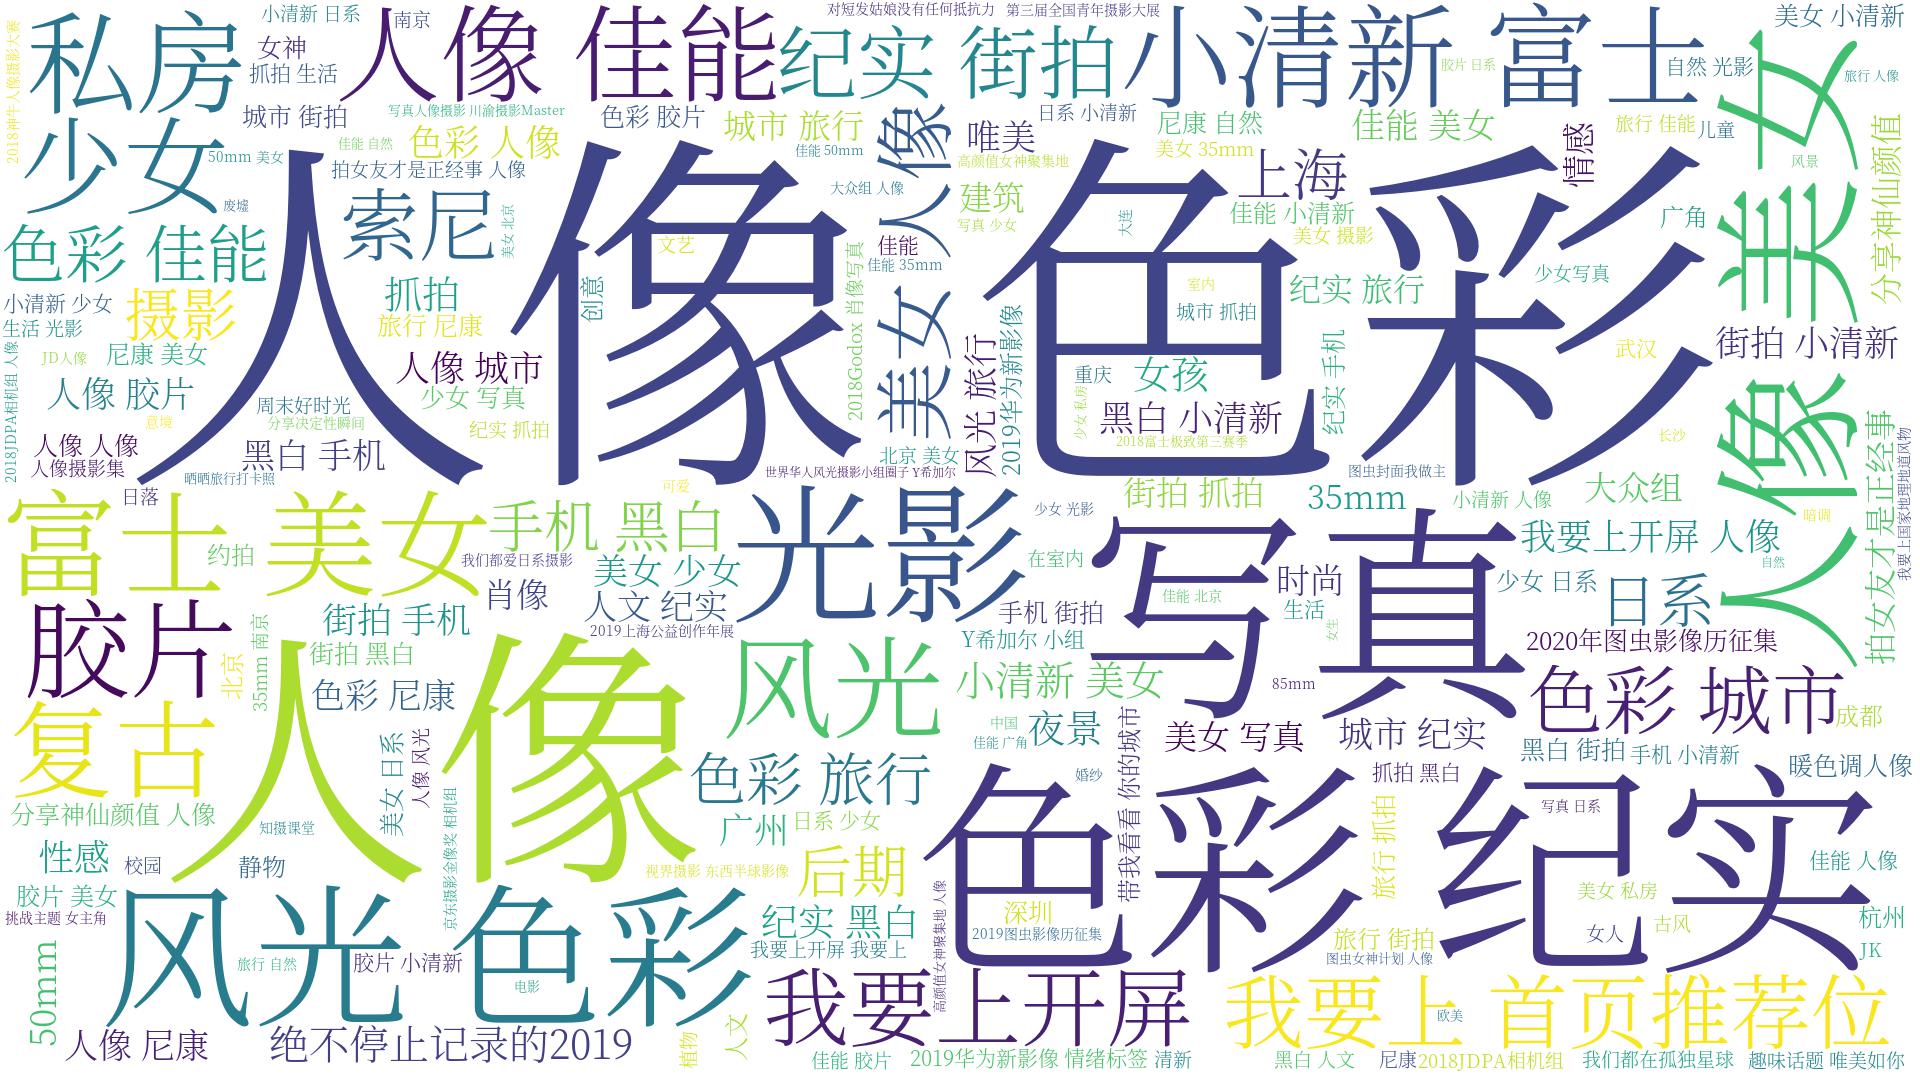 2018神牛人像摄影大赛
小清新 日系
南京
私房
女神
抓拍 生活
人像 佳能
对短发姑娘没有任何抵抗力
第三届全国青年摄影大展
纪实 街拍
小清新 富士
胶片 日系
美女 小清新
自然 光影
旅行 人像
美女 人像
城市 街拍
写真人像摄影 川渝摄影Master
色彩 胶片
城市 旅行
日系 小清新
尼康 自然
佳能 美女
旅行 佳能
儿童
少女
50mm 美女
佳能 自然
色彩 人像
佳能 50mm
唯美
美女 35mm
情感
风景
分享神仙颜值
拍女友才是正经事 人像
高颜值女神聚集地
大众组 人像
美女 人像
废墟
索尼
美女 北京
人像 色彩
建筑
上海
佳能 小清新
广角
写真 少女
大连
美女 摄影
色彩 佳能
文艺
佳能
佳能 35mm
少女写真
室内
纪实 旅行
小清新 少女
摄影
抓拍
创意
2018Godox 肖像写真
城市 抓拍
生活 光影
旅行 尼康
街拍 小清新
2018JDPA相机组 人像
JD人像
尼康 美女
人像 城市
风光 旅行
2019华为新影像
纪实 手机
武汉
人像 胶片
少女 写真
重庆
女孩
周末好时光
少女 私房
黑白 小清新
意境
分享决定性瞬间
纪实 抓拍
2018富士极致第三赛季
长沙
人像 人像
人像摄影集
黑白 手机
北京 美女
晒晒旅行打卡照
世界华人风光摄影小组圈子 Y希加尔
图虫封面我做主
拍女友才是正经事
我要上国家地理地道风物
日落
可爱
街拍 抓拍
35mm
小清新 人像
大众组
富士 美女
手机 黑白
光影
少女 光影
暗调
我要上开屏 人像
约拍
我们都爱日系摄影
在室内
写真
自然
美女 少女
时尚
少女 日系
肖像
人文 纪实
佳能 北京
生活
日系
胶片
街拍 手机
手机 街拍
35mm 南京
2019上海公益创作年展
女生
Y希加尔 小组
2020年图虫影像历征集
北京
街拍 黑白
人像
风光
小清新 美女
色彩 尼康
85mm
色彩 城市
复古
成都
中国
夜景
佳能 广角
带我看看 你的城市
美女 写真
城市 纪实
美女 日系
人像 风光
黑白 街拍
手机 小清新
色彩 旅行
色彩 纪实
婚纱
抓拍 黑白
暖色调人像
分享神仙颜值 人像
京东摄影金像奖 相机组
旅行 抓拍
写真 日系
知摄课堂
广州
日系 少女
性感
校园
静物
视界摄影 东西半球影像
后期
佳能 人像
胶片 美女
风光 色彩
高颜值女神聚集地 人像
美女 私房
挑战主题 女主角
纪实 黑白
深圳
古风
杭州
2019图虫影像历征集
旅行 街拍
女人
50mm
旅行 自然
胶片 小清新
我要上开屏 我要上
图虫女神计划 人像
JK
电影
我要上开屏
我要上 首页推荐位
欧美
人像 尼康
绝不停止记录的2019
植物
人文
佳能 胶片
2019华为新影像 情绪标签
清新
黑白 人文
尼康
2018JDPA相机组
我们都在孤独星球
趣味话题 唯美如你